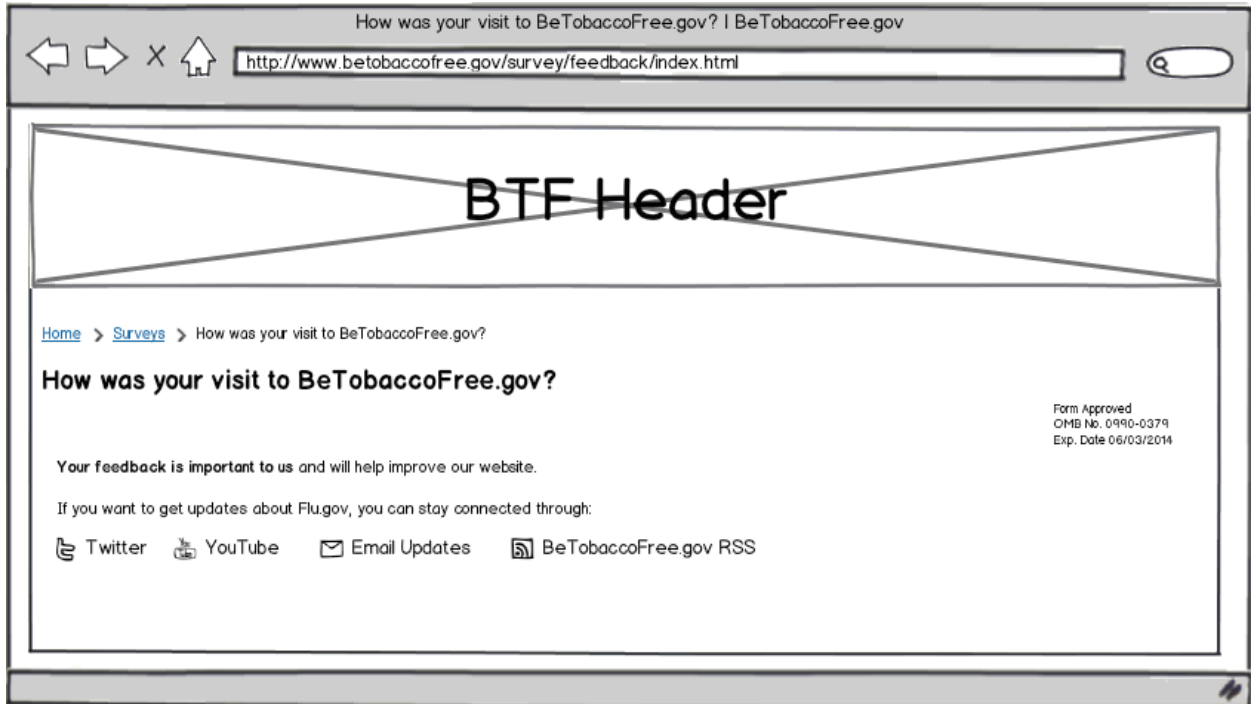 How was your visit to BeTobaccoFree.gov? | BeTobaccoFree.gov
http://www.betobaccofree.gov/survey/feedback/index.html
BTF Header
Home > Surveys > How was your visit to BeTobaccoFree.gov?
How was your visit to BeTobaccoFree.gov?
Form Approved
OMB No. 0990-0379
Exp. Date 06/03/2014
Your feedback is important to us and will help improve our website.
If you want to get updates about Flu.gov, you can stay connected through:
Twitter YouTube Email Updates BeTobaccoFree.gov RSS